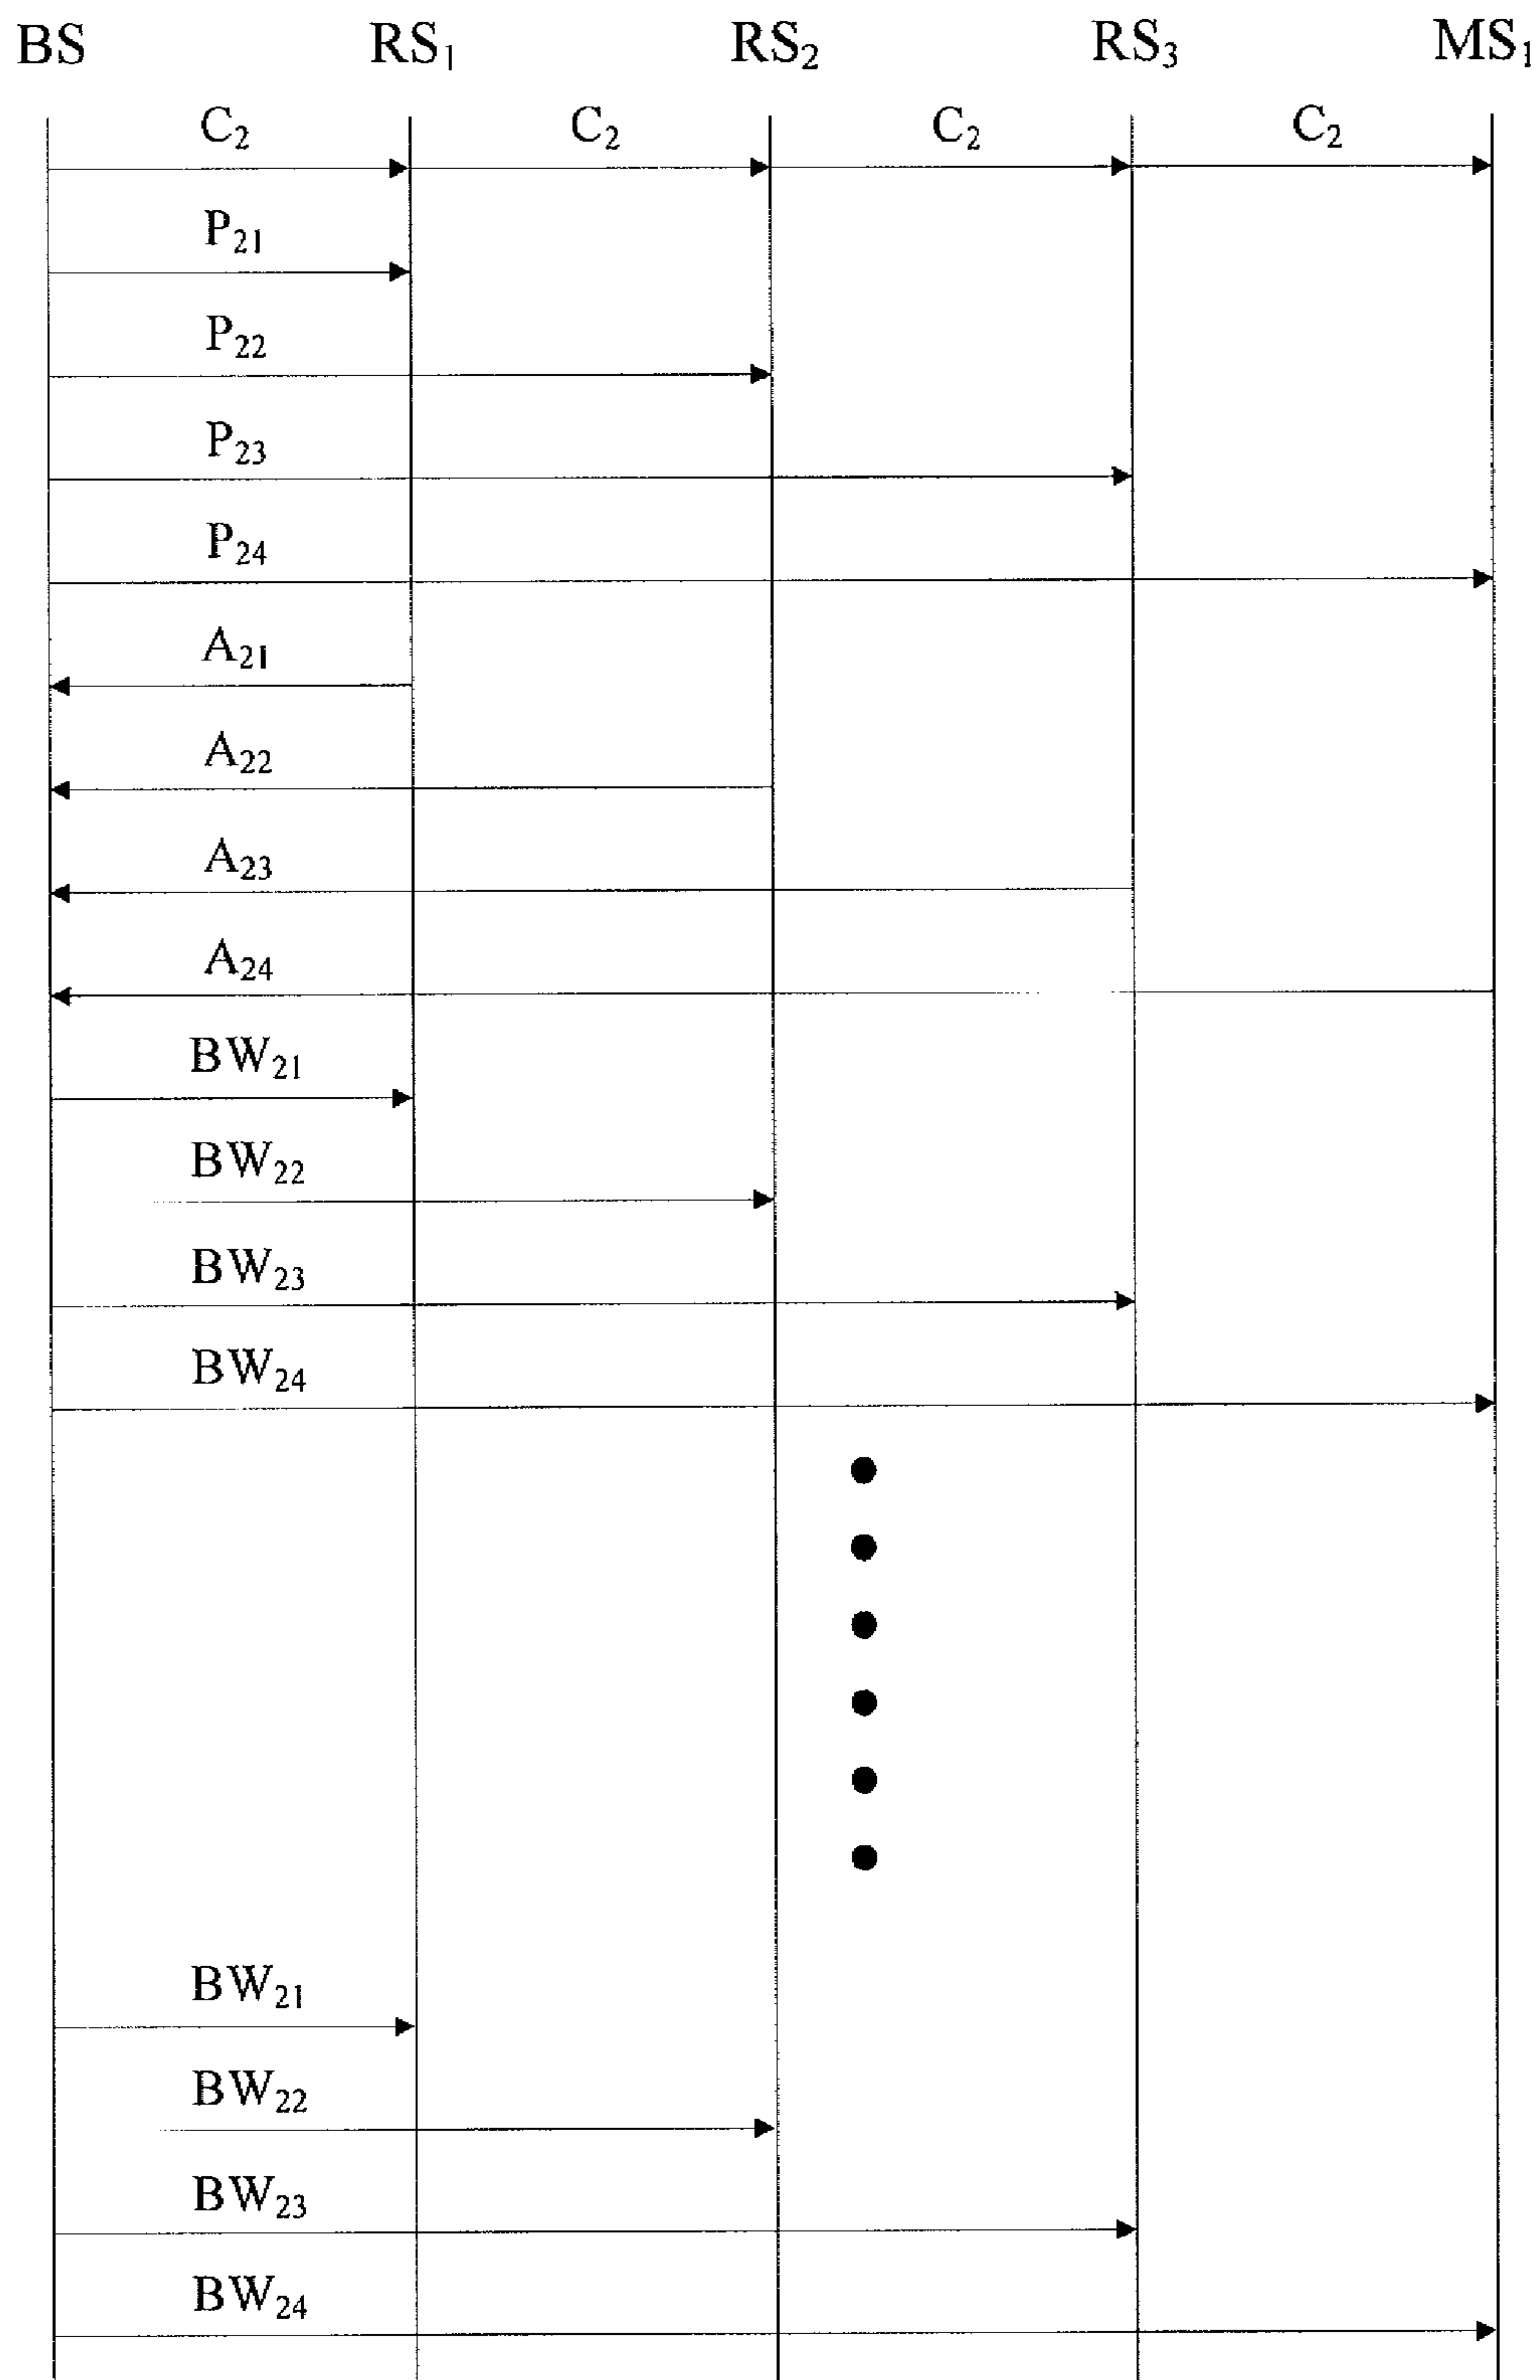 BS RS₁ RS₂ RS₃ MS₁
C₂ C₂ C₂ C₂
P₂₁
P₂₂
P₂₃
P₂₄
A₂₁
A₂₂
A₂₃
A₂₄
BW₂₁
BW₂₂
BW₂₃
BW₂₄
BW₂₁
BW₂₂
BW₂₃
BW₂₄